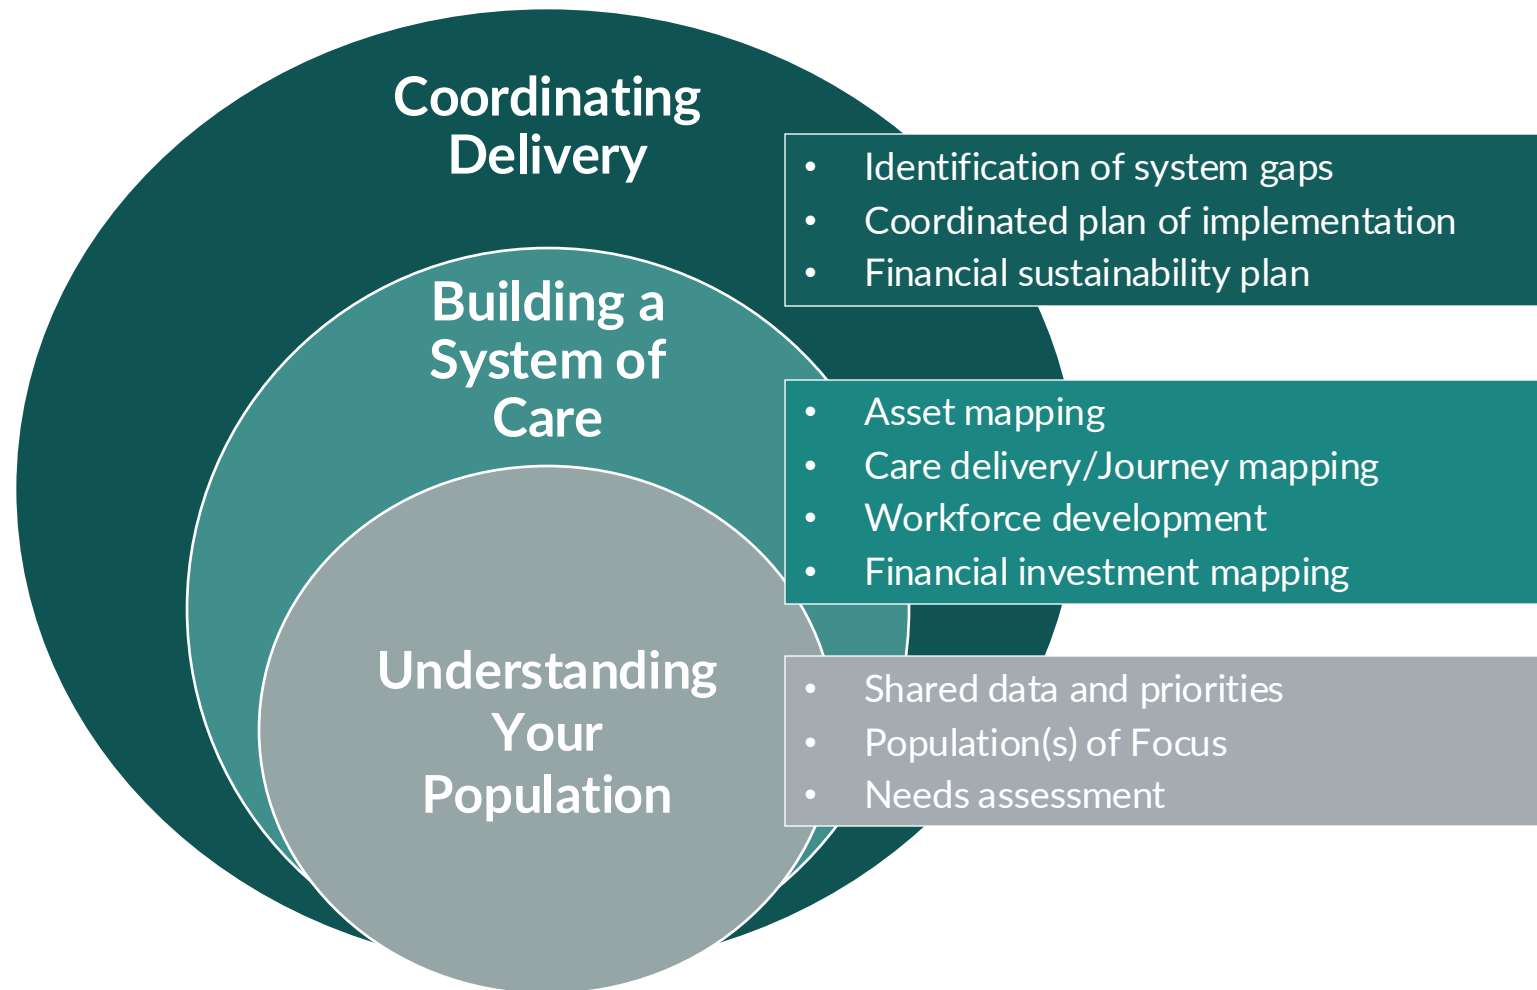 Coordinating
Delivery
• Identification of system gaps
• Coordinated plan of implementation
• Financial sustainability plan
Building a
System of
Care
• Asset mapping
• Care delivery/Journey mapping
• Workforce development
• Financial investment mapping
Understanding
Your
Population
• Shared data and priorities
• Population(s) of Focus
• Needs assessment